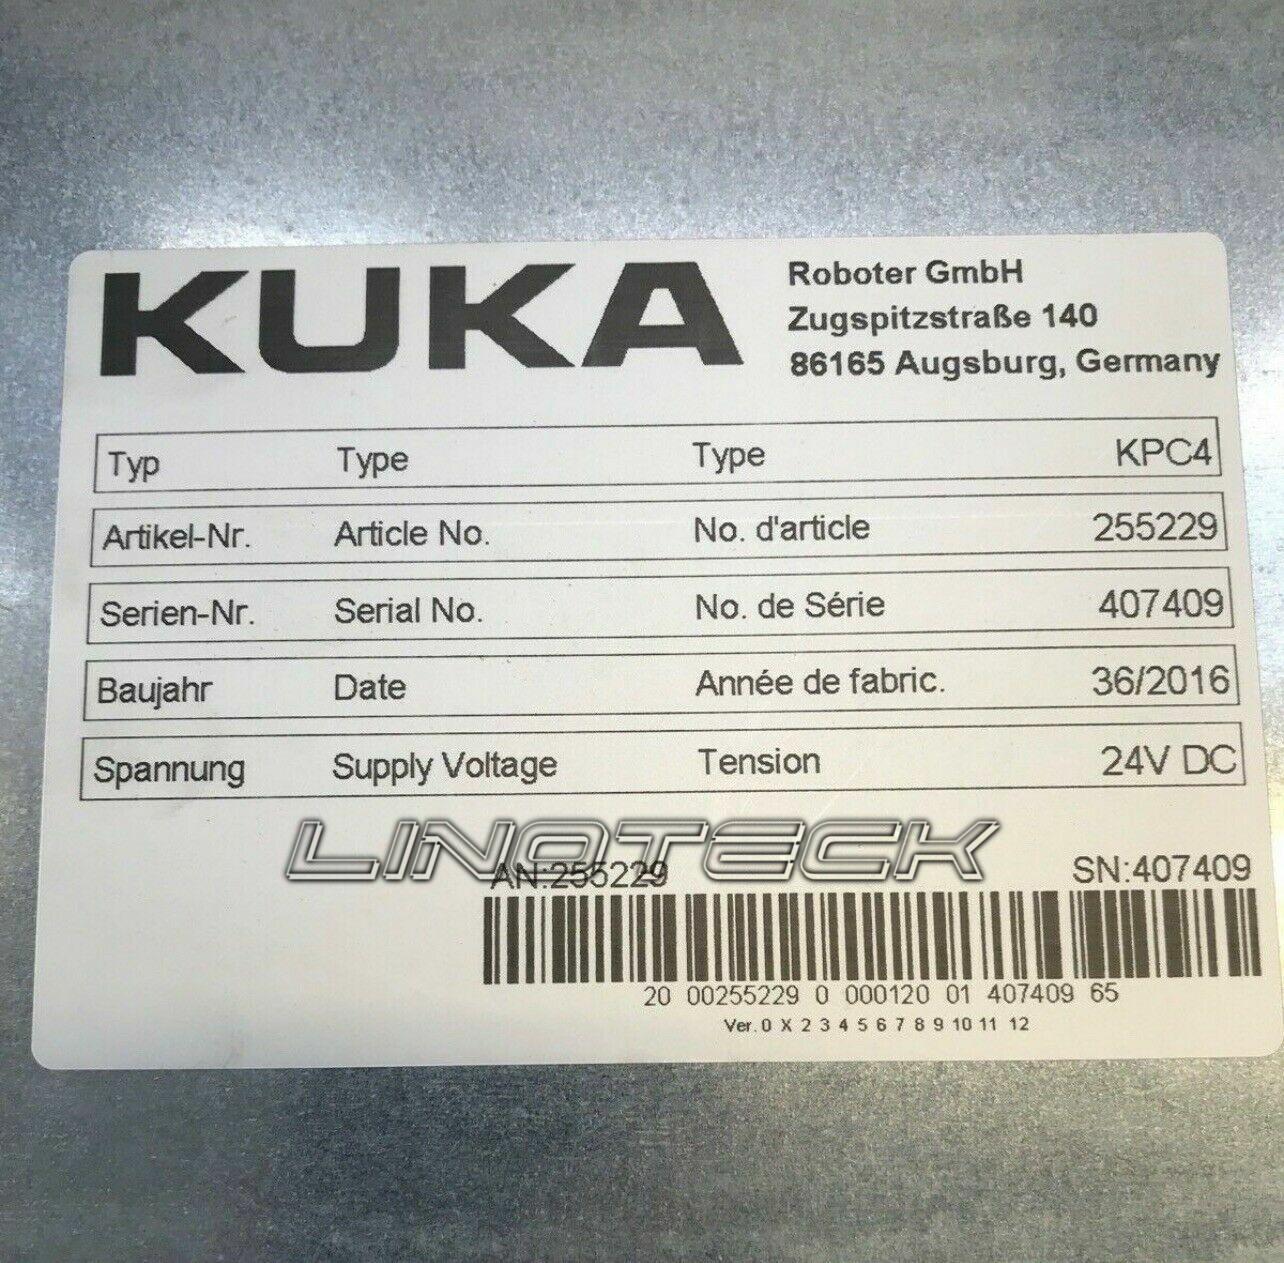 KUKA
Roboter GmbH
Zugspitzstraße 140
86165 Augsburg, Germany
Typ Type Type KPC4
Artikel-Nr. Article No. No. d'article 255229
Serien-Nr. Serial No. No. de Série 407409
Baujahr Date Année de fabric. 36/2016
Spannung Supply Voltage Tension 24V DC
LINOTECK
AN:255229 SN:407409
20 00255229 0 000120 01 407409 65
Ver. 0 X 2 3 4 5 6 7 8 9 10 11 12